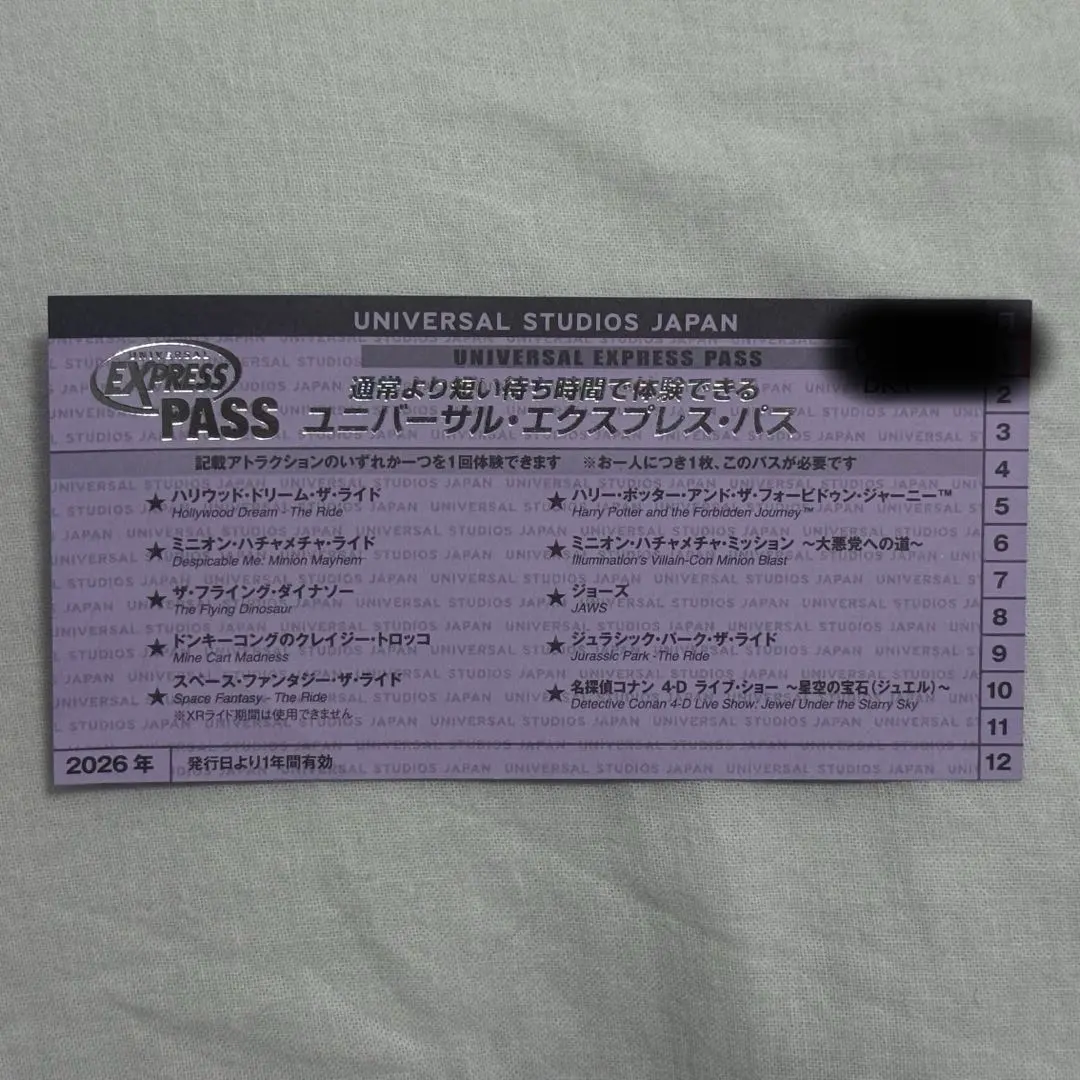 UNIVERSAL STUDIOS JAPAN
UNIVERSAL EXPRESS PASS
UNIVERSAL
EXPRESS
PASS
通常より短い待ち時間で体験できる
ユニバーサル・エクスプレス・パス
記載アトラクションのいずれか一つを1回体験できます ※お一人につき1枚、このパスが必要です
★ ハリウッド・ドリーム・ザ・ライド
Hollywood Dream - The Ride
★ ミニオン・ハチャメチャ・ライド
Despicable Me: Minion Mayhem
★ ザ・フライング・ダイナソー
The Flying Dinosaur
★ ドンキーコングのクレイジー・トロッコ
Mine Cart Madness
★ スペース・ファンタジー・ザ・ライド
Space Fantasy - The Ride
※XRライド期間は使用できません
★ ハリー・ポッター・アンド・ザ・フォービドゥン・ジャーニー™
Harry Potter and the Forbidden Journey™
★ ミニオン・ハチャメチャ・ミッション ～大悪党への道～
Illumination's Villain-Con Minion Blast
★ ジョーズ
JAWS
★ ジュラシック・パーク・ザ・ライド
Jurassic Park -The Ride
★ 名探偵コナン 4-D ライブ・ショー ～星空の宝石(ジュエル)～
Detective Conan 4-D Live Show: Jewel Under the Starry Sky
2
3
4
5
6
7
8
9
10
11
12
2026 年
発行日より1年間有効